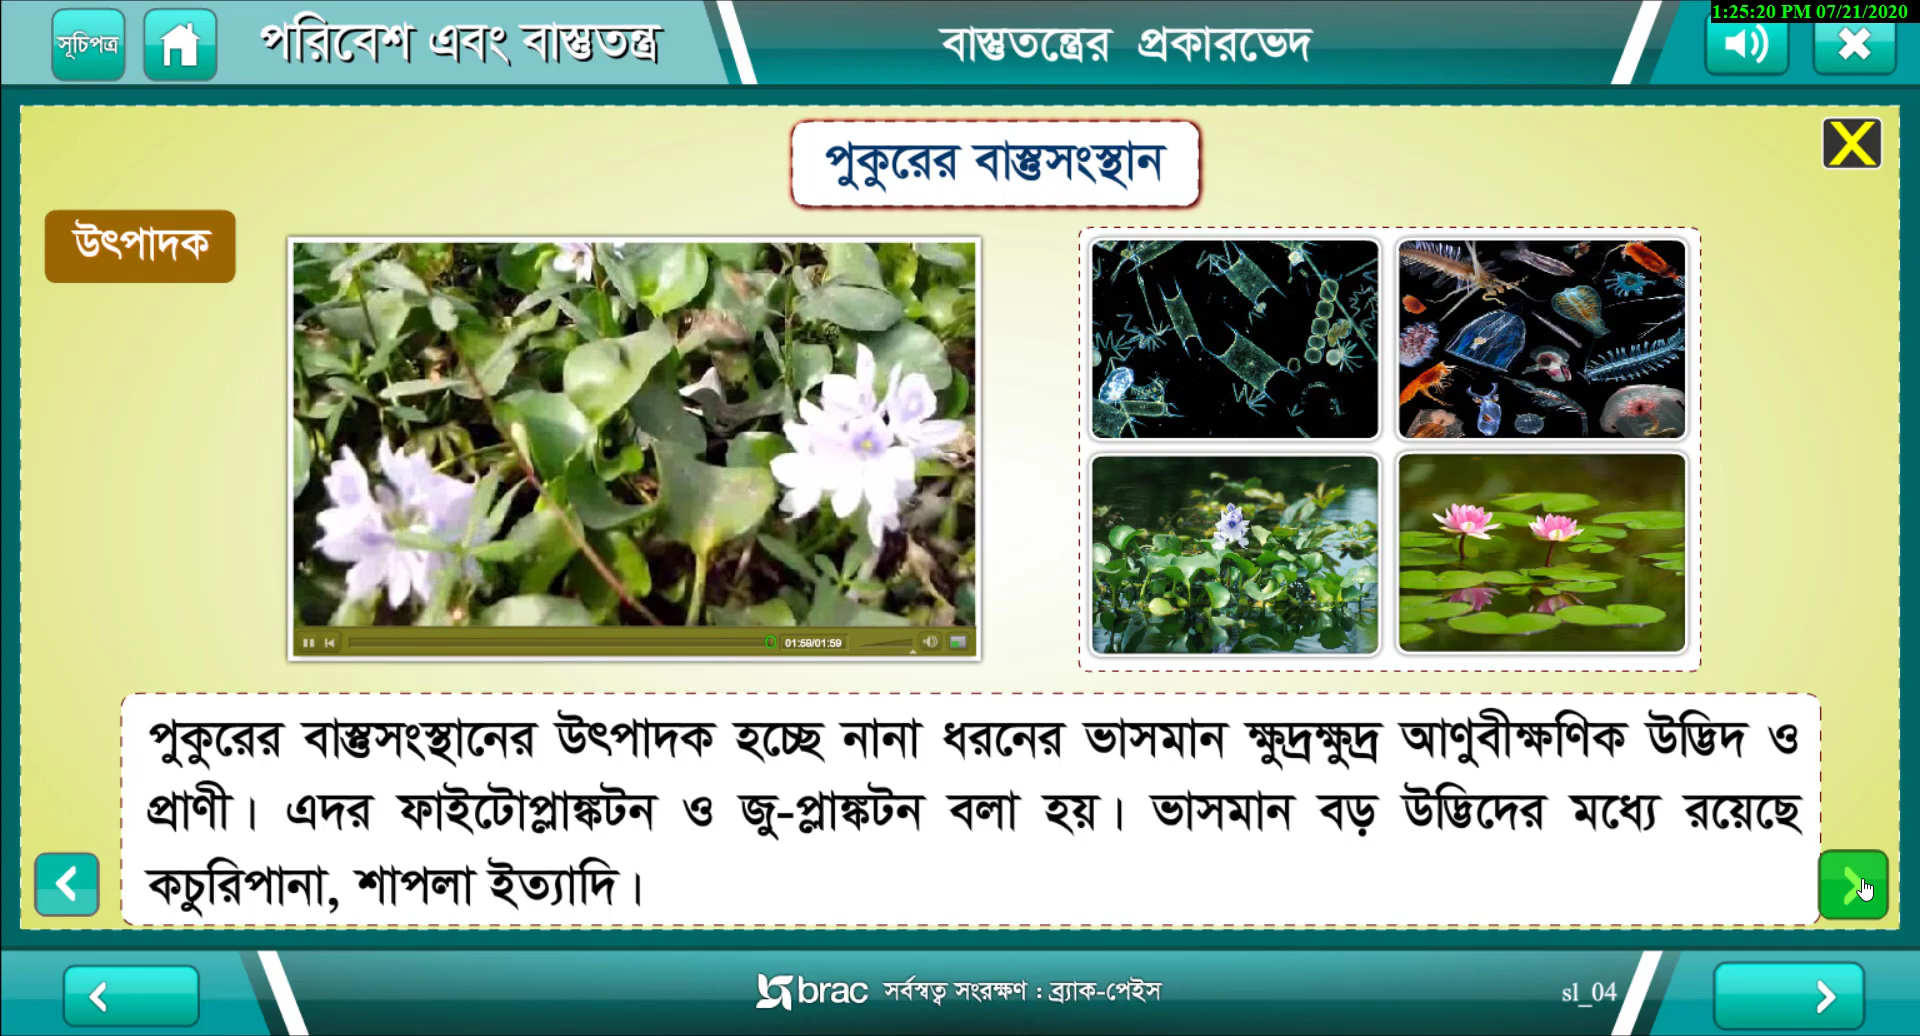 1:25:20 PM 07/21/2020
সূচিপত্র
পরিবেশ এবং বাস্তুতন্ত্র
বাস্তুতন্ত্রের প্রকারভেদ
পুকুরের বাস্তুসংস্থান
X
উৎপাদক
01:59/01:59
পুকুরের বাস্তুসংস্থানের উৎপাদক হচ্ছে নানা ধরনের ভাসমান ক্ষুদ্রক্ষুদ্র আণুবীক্ষণিক উদ্ভিদ ও
প্রাণী। এদর ফাইটোপ্লাঙ্কটন ও জু-প্লাঙ্কটন বলা হয়। ভাসমান বড় উদ্ভিদের মধ্যে রয়েছে
কচুরিপানা, শাপলা ইত্যাদি।
brac সর্বস্বত্ব সংরক্ষণ : ব্র্যাক-পেইস
sl_04